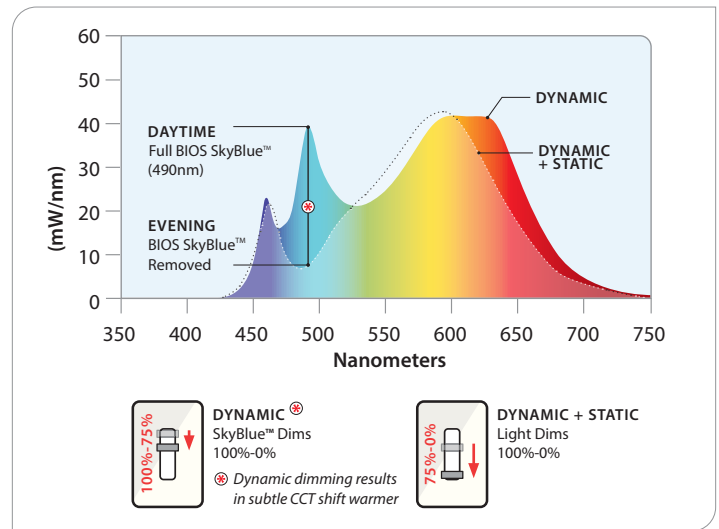 60
50
40
30
20
10
0
(mW/nm)
350
400
450
500
550
600
650
700
750
Nanometers
DAYTIME
Full BIOS SkyBlue™
(490nm)
EVENING
BIOS SkyBlue™
Removed
DYNAMIC
DYNAMIC
+ STATIC
100%-75%
DYNAMIC
SkyBlue™ Dims
100%-0%
Dynamic dimming results
in subtle CCT shift warmer
75%-0%
DYNAMIC + STATIC
Light Dims
100%-0%